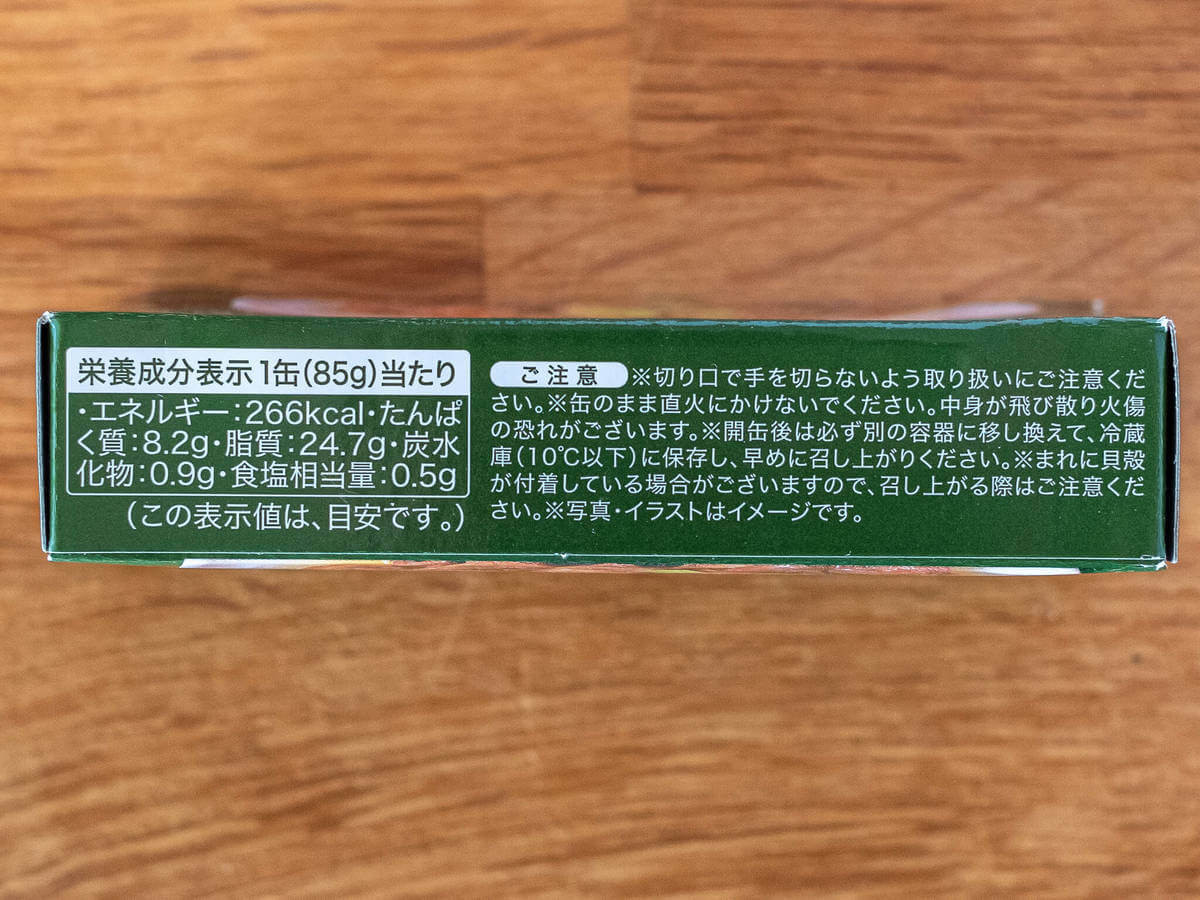 栄養成分表示 1缶(85g)当たり
・エネルギー：266kcal・たんぱ
く質：8.2g・脂質：24.7g・炭水
化物：0.9g・食塩相当量：0.5g
(この表示値は、目安です。)
ご注意 ※切り口で手を切らないよう取り扱いにご注意くだ
さい。※缶のまま直火にかけないでください。中身が飛び散り火傷
の恐れがございます。※開缶後は必ず別の容器に移し換えて、冷蔵
庫(10℃以下)に保存し、早めに召し上がりください。※まれに貝殻
が付着している場合がございますので、召し上がる際はご注意くだ
さい。※写真・イラストはイメージです。